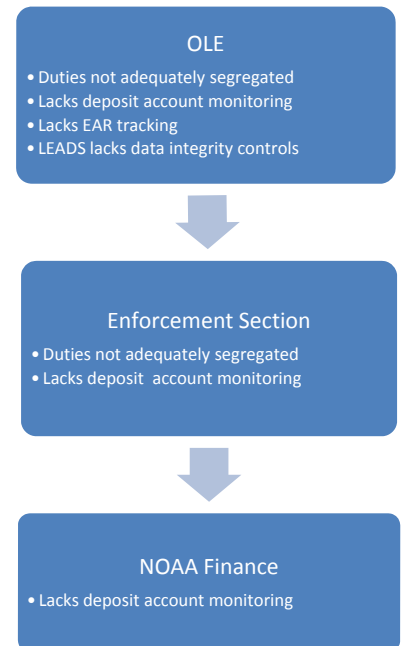 OLE
• Duties not adequately segregated
• Lacks deposit account monitoring
• Lacks EAR tracking
• LEADS lacks data integrity controls
Enforcement Section
• Duties not adequately segregated
• Lacks deposit  account monitoring
NOAA Finance
• Lacks deposit account monitoring